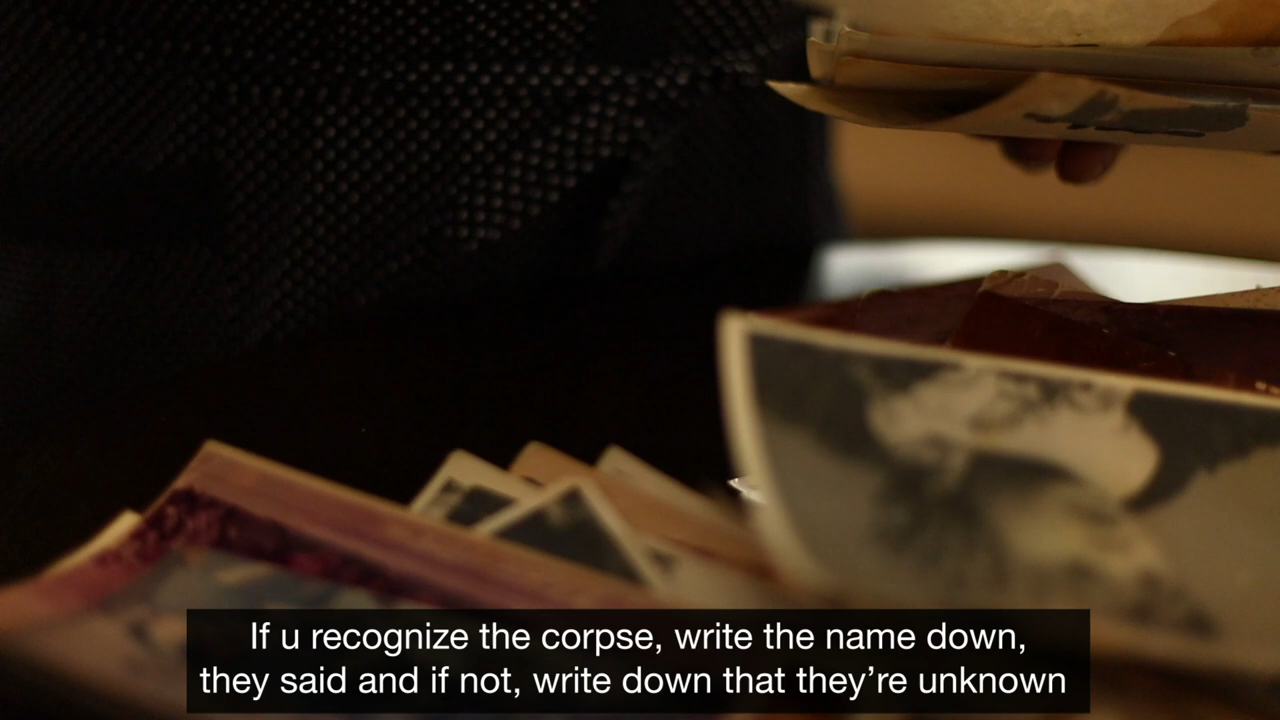 If u recognize the corpse, write the name down,
they said and if not, write down that they’re unknown